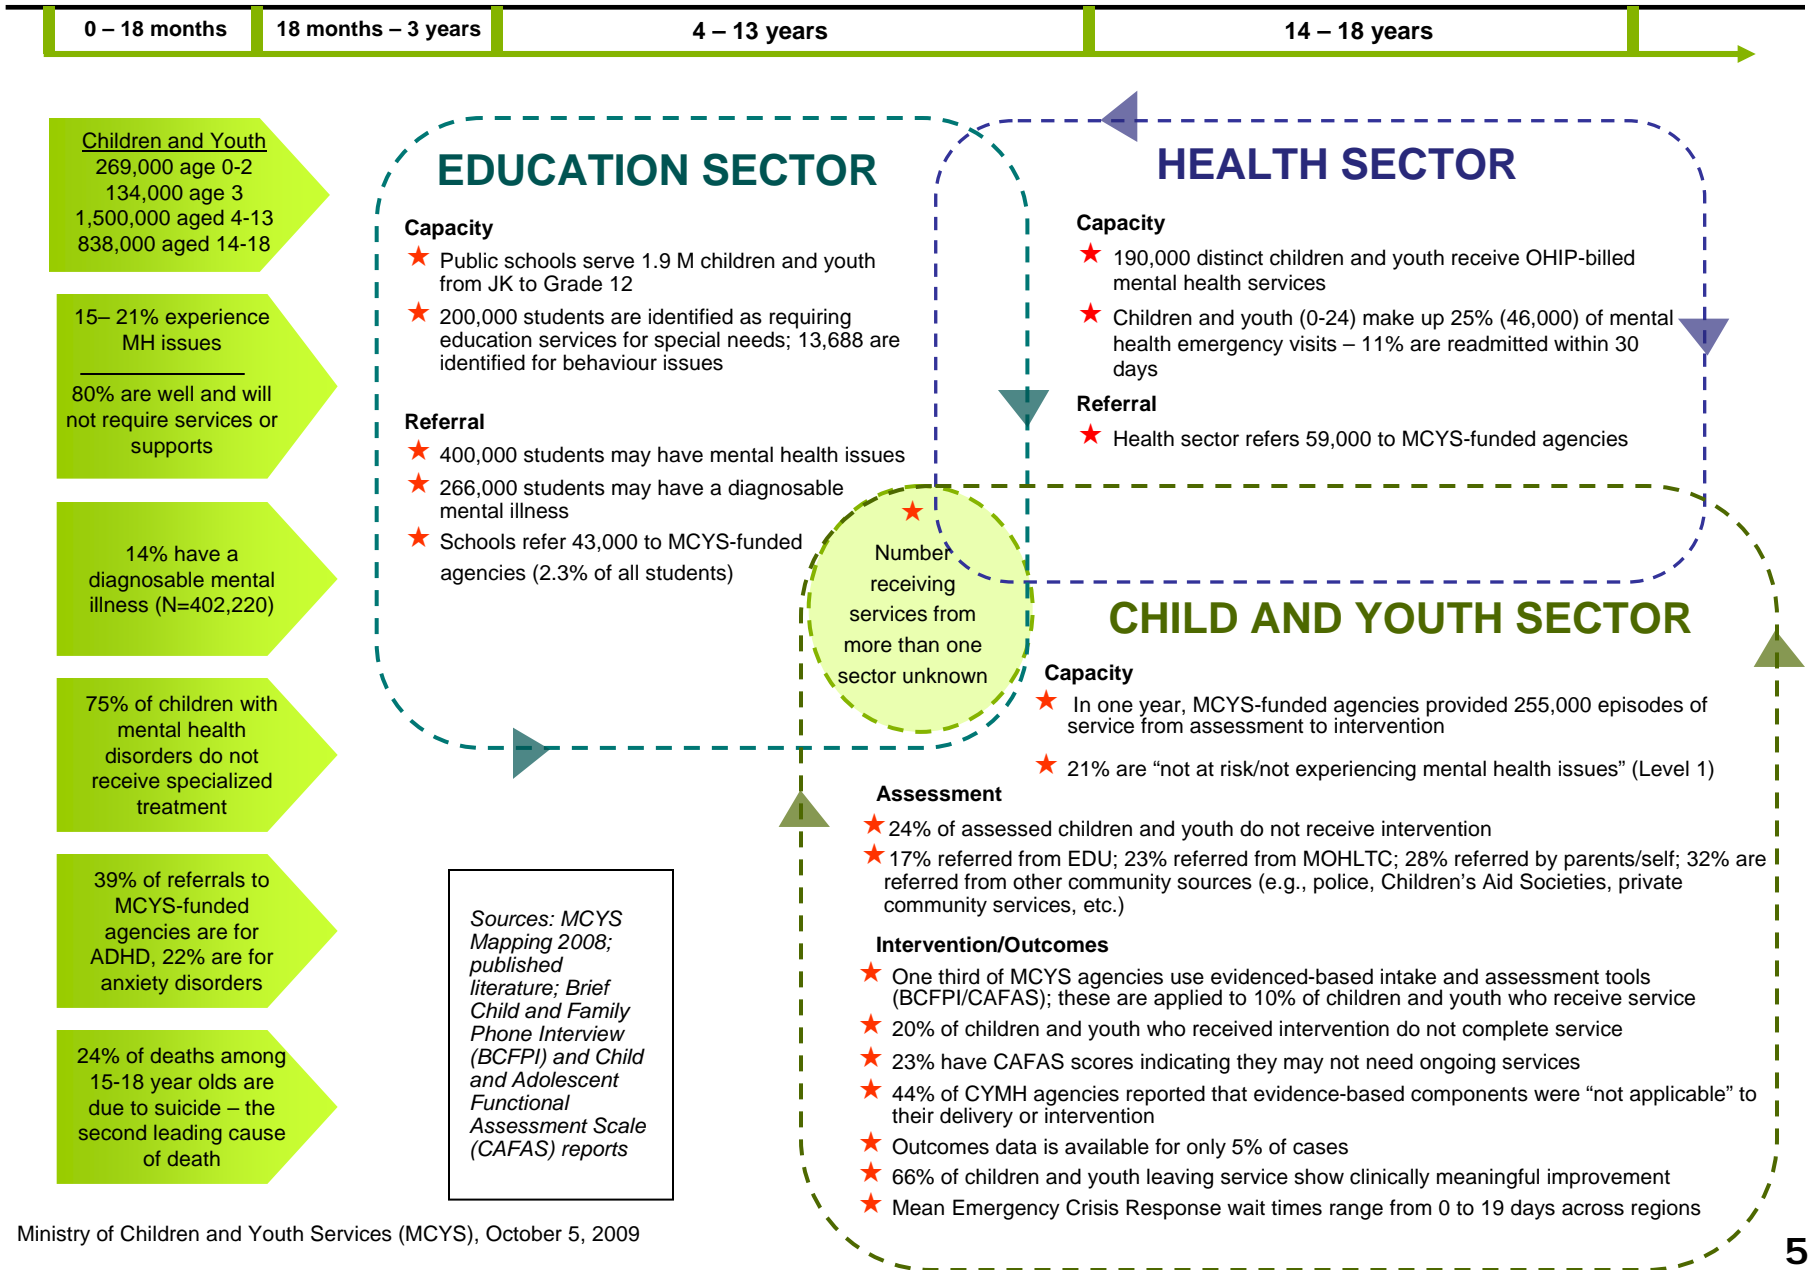 0 – 18 months
18 months – 3 years
4 – 13 years
14 – 18 years
Children and Youth
269,000 age 0-2
134,000 age 3
1,500,000 aged 4-13
838,000 aged 14-18
15– 21% experience
MH issues
80% are well and will
not require services or
supports
14% have a
diagnosable mental
illness (N=402,220)
75% of children with
mental health
disorders do not
receive specialized
treatment
39% of referrals to
MCYS-funded
agencies are for
ADHD, 22% are for
anxiety disorders
24% of deaths among
15-18 year olds are
due to suicide – the
second leading cause
of death
EDUCATION SECTOR
Capacity
Public schools serve 1.9 M children and youth
from JK to Grade 12
200,000 students are identified as requiring
education services for special needs; 13,688 are
identified for behaviour issues
Referral
400,000 students may have mental health issues
266,000 students may have a diagnosable
mental illness
Schools refer 43,000 to MCYS-funded
agencies (2.3% of all students)
HEALTH SECTOR
Capacity
190,000 distinct children and youth receive OHIP-billed
mental health services
Children and youth (0-24) make up 25% (46,000) of mental
health emergency visits – 11% are readmitted within 30
days
Referral
Health sector refers 59,000 to MCYS-funded agencies
Number
receiving
services from
more than one
sector unknown
CHILD AND YOUTH SECTOR
Capacity
In one year, MCYS-funded agencies provided 255,000 episodes of
service from assessment to intervention
21% are “not at risk/not experiencing mental health issues” (Level 1)
Assessment
24% of assessed children and youth do not receive intervention
17% referred from EDU; 23% referred from MOHLTC; 28% referred by parents/self; 32% are
referred from other community sources (e.g., police, Children’s Aid Societies, private
community services, etc.)
Intervention/Outcomes
One third of MCYS agencies use evidenced-based intake and assessment tools
(BCFPI/CAFAS); these are applied to 10% of children and youth who receive service
20% of children and youth who received intervention do not complete service
23% have CAFAS scores indicating they may not need ongoing services
44% of CYMH agencies reported that evidence-based components were “not applicable” to
their delivery or intervention
Outcomes data is available for only 5% of cases
66% of children and youth leaving service show clinically meaningful improvement
Mean Emergency Crisis Response wait times range from 0 to 19 days across regions
Sources: MCYS
Mapping 2008;
published
literature; Brief
Child and Family
Phone Interview
(BCFPI) and Child
and Adolescent
Functional
Assessment Scale
(CAFAS) reports
Ministry of Children and Youth Services (MCYS), October 5, 2009
5